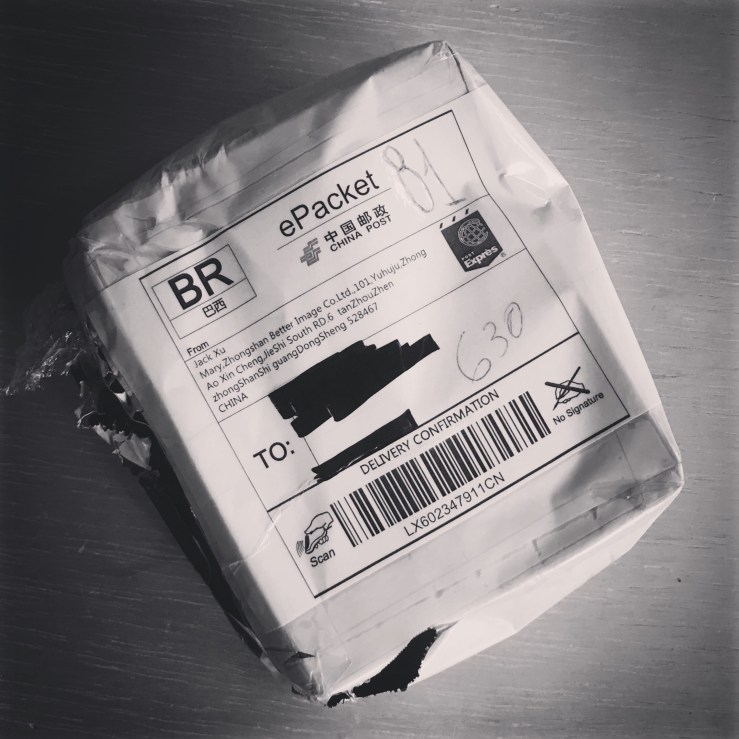 ePacket
81
中国邮政
CHINA POST
BR
巴西
POST
Exprès
From
Jack Xu
Mary,Zhongshan Better Image Co.Ltd.,101,Yuhuju,Zhong
Ao Xin Cheng,JieShi South RD.6 tanZhouZhen
zhongShanShi guangDongSheng 528467
CHINA
630
TO:
DELIVERY CONFIRMATION
Scan
LX602347911CN
No Signature